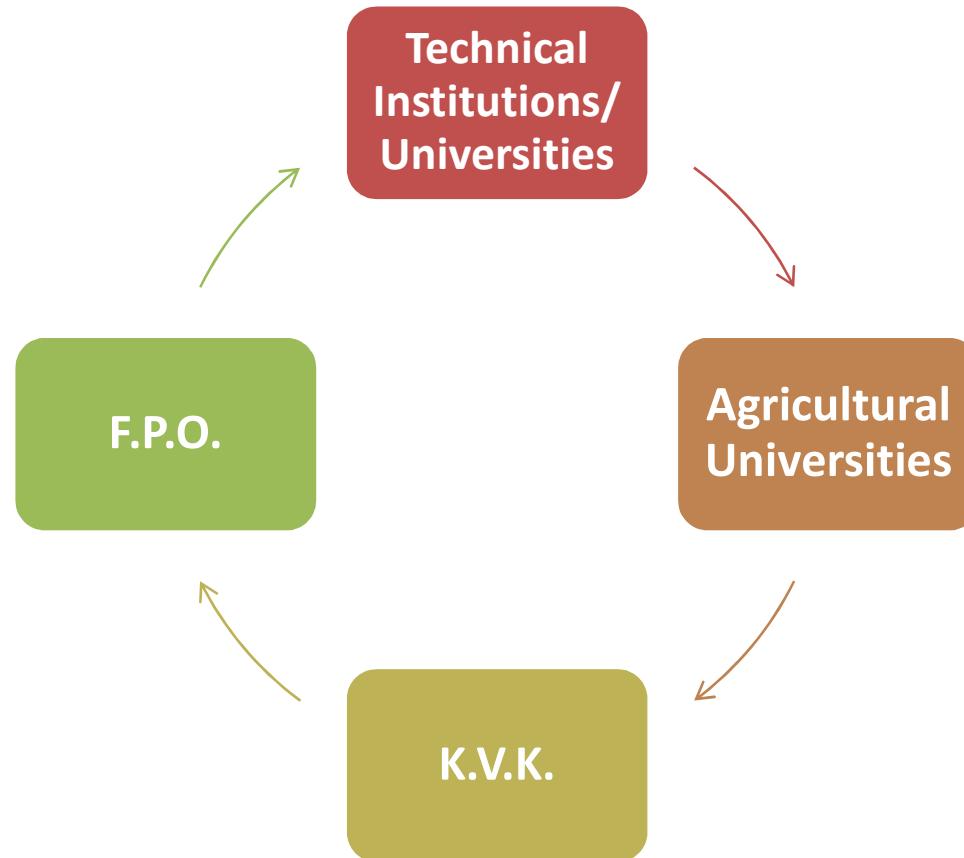 Technical
Institutions/
Universities
Agricultural
Universities
K.V.K.
F.P.O.